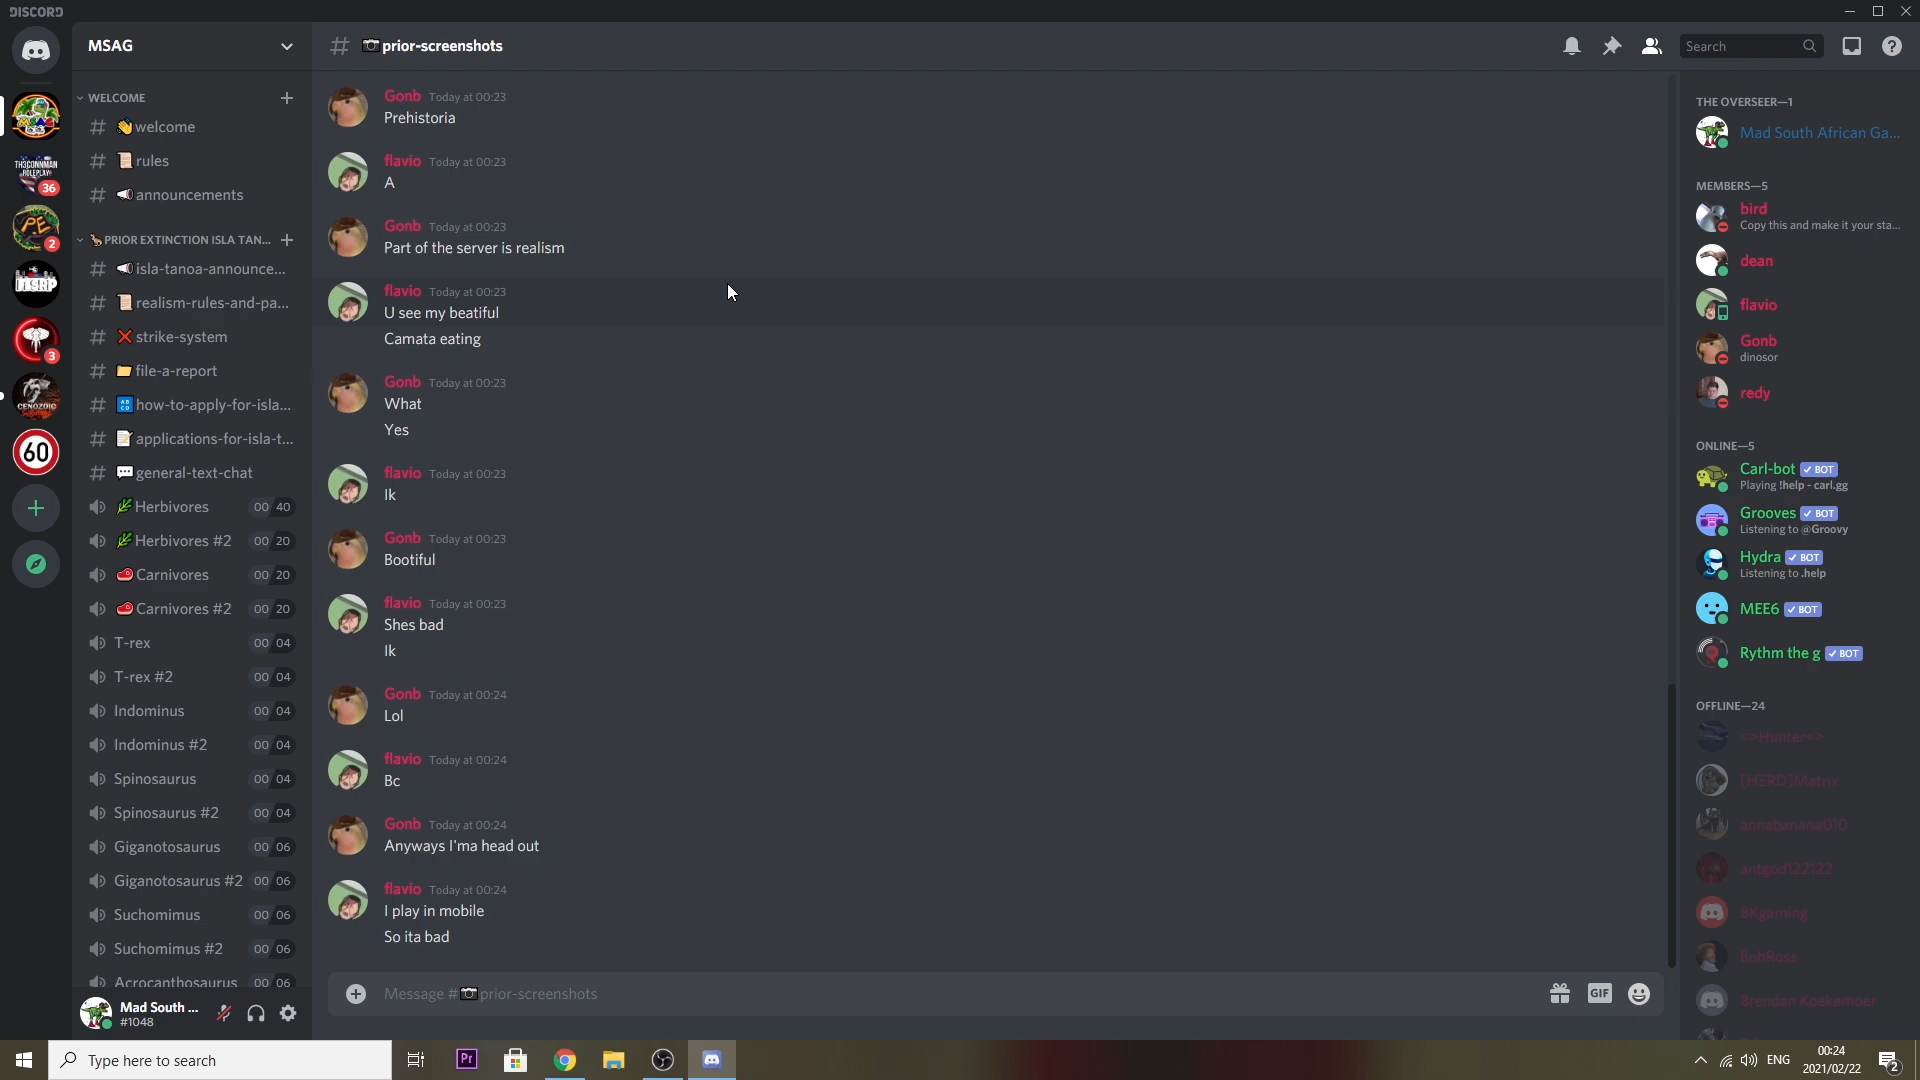 DISCORD
MSAG
WELCOME
welcome
rules
announcements
PRIOR EXTINCTION ISLA TAN...
isla-tanoa-announce...
realism-rules-and-pa...
strike-system
file-a-report
how-to-apply-for-isla...
applications-for-isla-t...
general-text-chat
Herbivores 00 40
Herbivores #2 00 20
Carnivores 00 20
Carnivores #2 00 20
T-rex 00 04
T-rex #2 00 04
Indominus 00 04
Indominus #2 00 04
Spinosaurus 00 04
Spinosaurus #2 00 04
Giganotosaurus 00 06
Giganotosaurus #2 00 06
Suchomimus 00 06
Suchomimus #2 00 06
Acrocanthosaurus 00 06
Mad South ...
#1048
TH3CONNMAN
ROLEPLAY
36
P.E
2
3
CENOZOIC
60
# prior-screenshots
Search
Gonb Today at 00:23
Prehistoria
flavio Today at 00:23
A
Gonb Today at 00:23
Part of the server is realism
flavio Today at 00:23
U see my beatiful
Camata eating
Gonb Today at 00:23
What
Yes
flavio Today at 00:23
Ik
Gonb Today at 00:23
Bootiful
flavio Today at 00:23
Shes bad
Ik
Gonb Today at 00:24
Lol
flavio Today at 00:24
Bc
Gonb Today at 00:24
Anyways I'ma head out
flavio Today at 00:24
I play in mobile
So ita bad
Message # prior-screenshots
GIF
THE OVERSEER—1
Mad South African Ga...
MEMBERS—5
bird
Copy this and make it your sta...
dean
flavio
Gonb
dinosor
redy
ONLINE—5
Carl-bot BOT
Playing !help - carl.gg
Grooves BOT
Listening to @Groovy
Hydra BOT
Listening to .help
MEE6 BOT
Rythm the g BOT
OFFLINE—24
<>Hunter<>
[HERD]Matrix
annabanana010
antgod122122
BKgaming
BobRoss
Brendan Koekemoer
Type here to search
Pr
ENG
00:24
2021/02/22
2